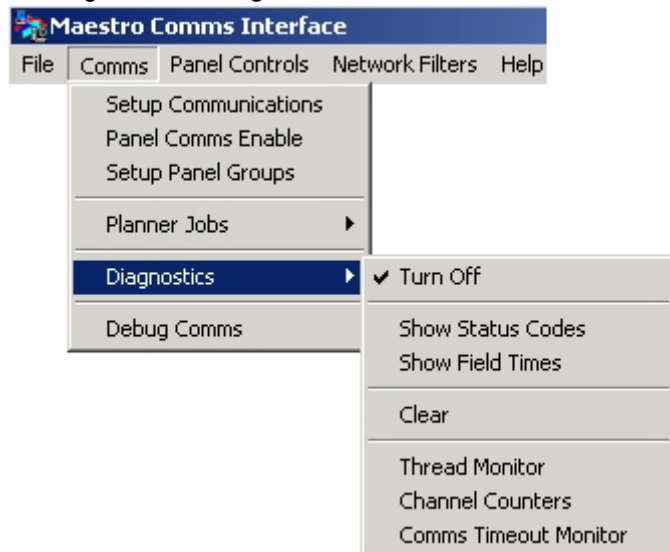 Maestro Comms Interface
File Comms Panel Controls Network Filters Help
Setup Communications
Panel Comms Enable
Setup Panel Groups
Planner Jobs
Diagnostics
Turn Off
Debug Comms
Show Status Codes
Show Field Times
Clear
Thread Monitor
Channel Counters
Comms Timeout Monitor